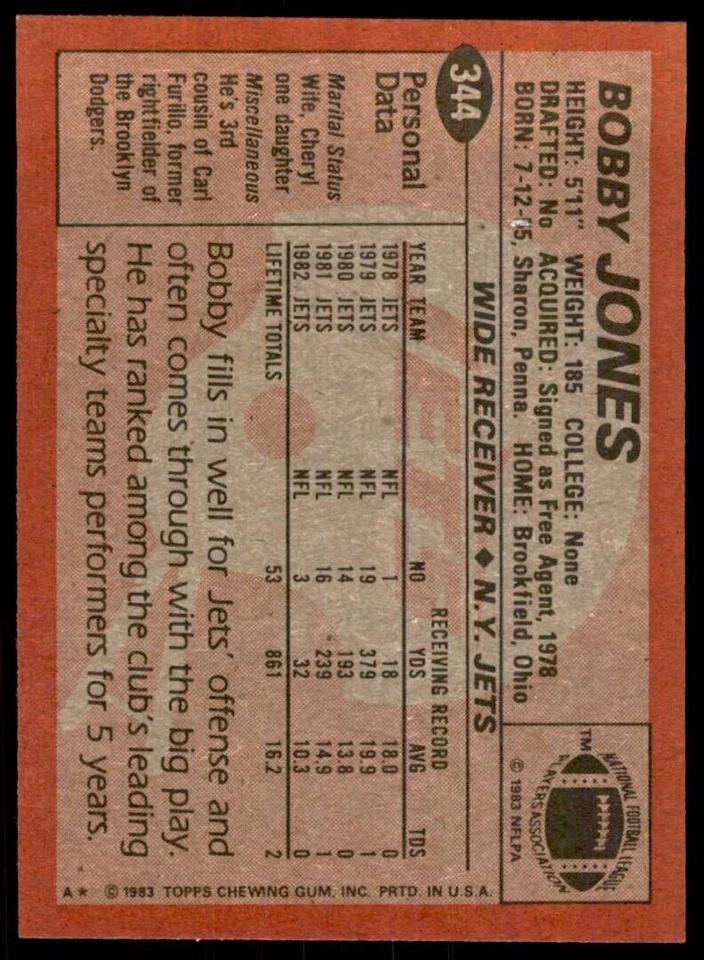 344
BOBBY JONES
HEIGHT: 5'11" WEIGHT: 185 COLLEGE: None
DRAFTED: No ACQUIRED: Signed as Free Agent, 1978
BORN: Sharon, Penna. HOME: Brookfield, Ohio
WIDE RECEIVER ◆ N.Y. JETS
NATIONAL FOOTBALL LEAGUE
PLAYERS ASSOCIATION
TM
© 1983 NFLPA
Personal
Data
Marital Status
Wife, Cheryl
one daughter
Miscellaneous
He's 3rd
cousin of Carl
Furillo, former
rightfielder of
the Brooklyn
Dodgers.
RECEIVING RECORD
YEAR TEAM NO YDS AVG TDS
1978 JETS NFL 1 18 18.0 0
1979 JETS NFL 19 379 19.9 1
1980 JETS NFL 14 193 13.8 0
1981 JETS NFL 16 239 14.9 1
1982 JETS NFL 3 32 10.3 0
LIFETIME TOTALS 53 861 16.2 2
Bobby fills in well for Jets' offense and
often comes through with the big play.
He has ranked among the club's leading
specialty teams performers for 5 years.
A* © 1983 TOPPS CHEWING GUM, INC. PRTD. IN U.S.A.